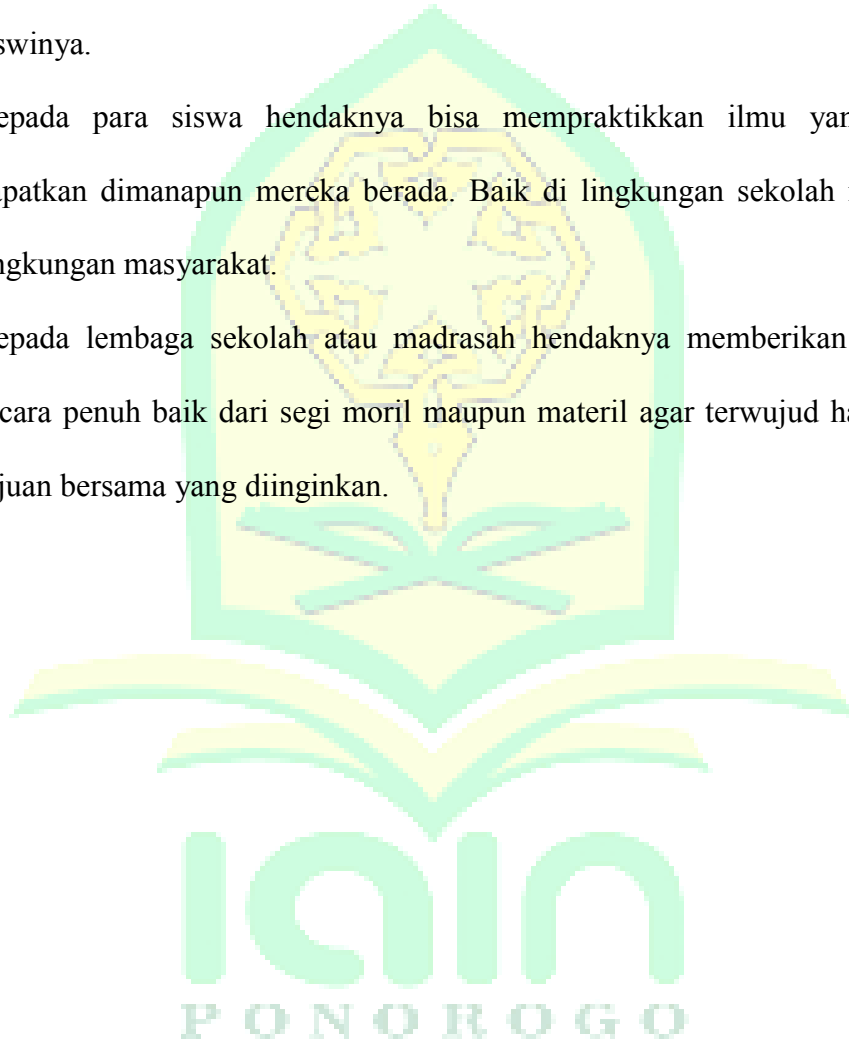 swinya.
epada para siswa hendaknya bisa mempraktikkan ilmu yan
apatkan dimanapun mereka berada. Baik di lingkungan sekolah
ngkungan masyarakat.
epada lembaga sekolah atau madrasah hendaknya memberikan
cara penuh baik dari segi moril maupun materil agar terwujud ha
juan bersama yang diinginkan.
iain
PONOROGO